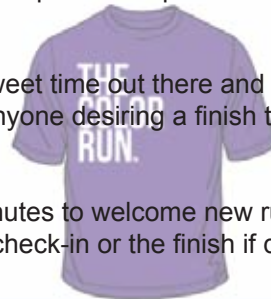 weet time out there and
THE
COLOR
nyone desiring a finish t
RUN.
nutes to welcome new ru
check-in or the finish if